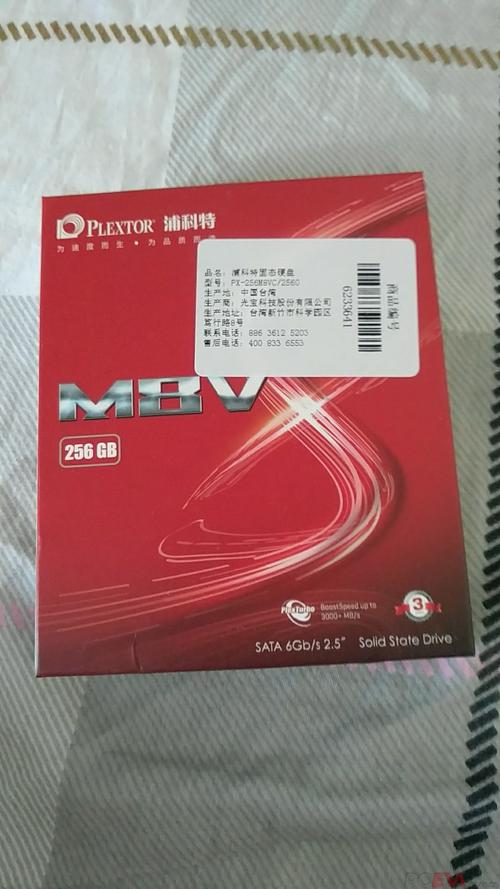 PLEXTOR® 浦科特
为速度而生 • 为品质而造
品名：浦科特固态硬盘
型号：PX-256M8VC/2560
生产地：中国台湾
生产商：光宝科技股份有限公司
生产地址：台湾新竹市科学园区
笃行路8号
联系电话：886 3612 5203
售后电话：400 833 6553
6233641
商品编号
M8V
256 GB
PlexTurbo
BoostSpeed up to
3000+ MB/s
3
SATA 6Gb/s 2.5" Solid State Drive